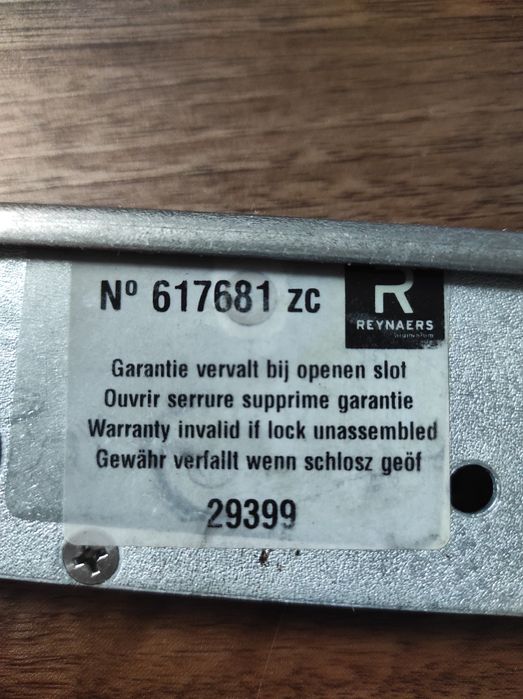 Nº 617681 ZC
R
REYNAERS
Garantie vervalt bij openen slot
Ouvrir serrure supprime garantie
Warranty invalid if lock unassembled
Gewähr verfallt wenn schlosz geöf
29399